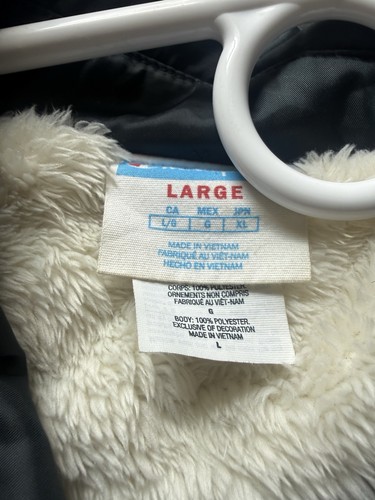 LARGE
CA MEX JPN
L/G G XL
MADE IN VIETNAM
FABRIQUÉ AU VIÊT-NAM
HECHO EN VIETNAM
CORPS: 100% POLYESTER.
ORNEMENTS NON COMPRIS
FABRIQUÉ AU VIÊT-NAM
G
BODY: 100% POLYESTER.
EXCLUSIVE OF DECORATION
MADE IN VIETNAM
L